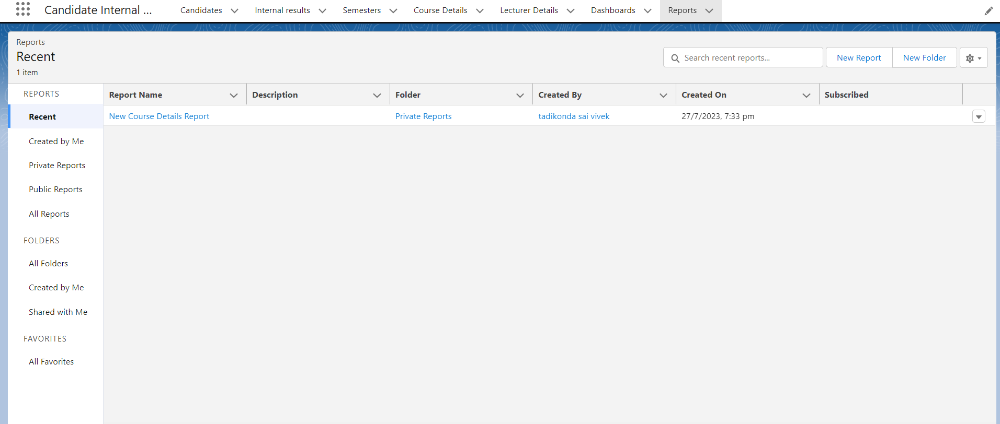 Candidate Internal ... Candidates Internal results Semesters Course Details Lecturer Details Dashboards Reports
Reports
Recent
1 item
Search recent reports... New Report New Folder
REPORTS
Recent
Created by Me
Private Reports
Public Reports
All Reports
FOLDERS
All Folders
Created by Me
Shared with Me
FAVORITES
All Favorites
Report Name Description Folder Created By Created On Subscribed
New Course Details Report Private Reports tadikonda sai vivek 27/7/2023, 7:33 pm